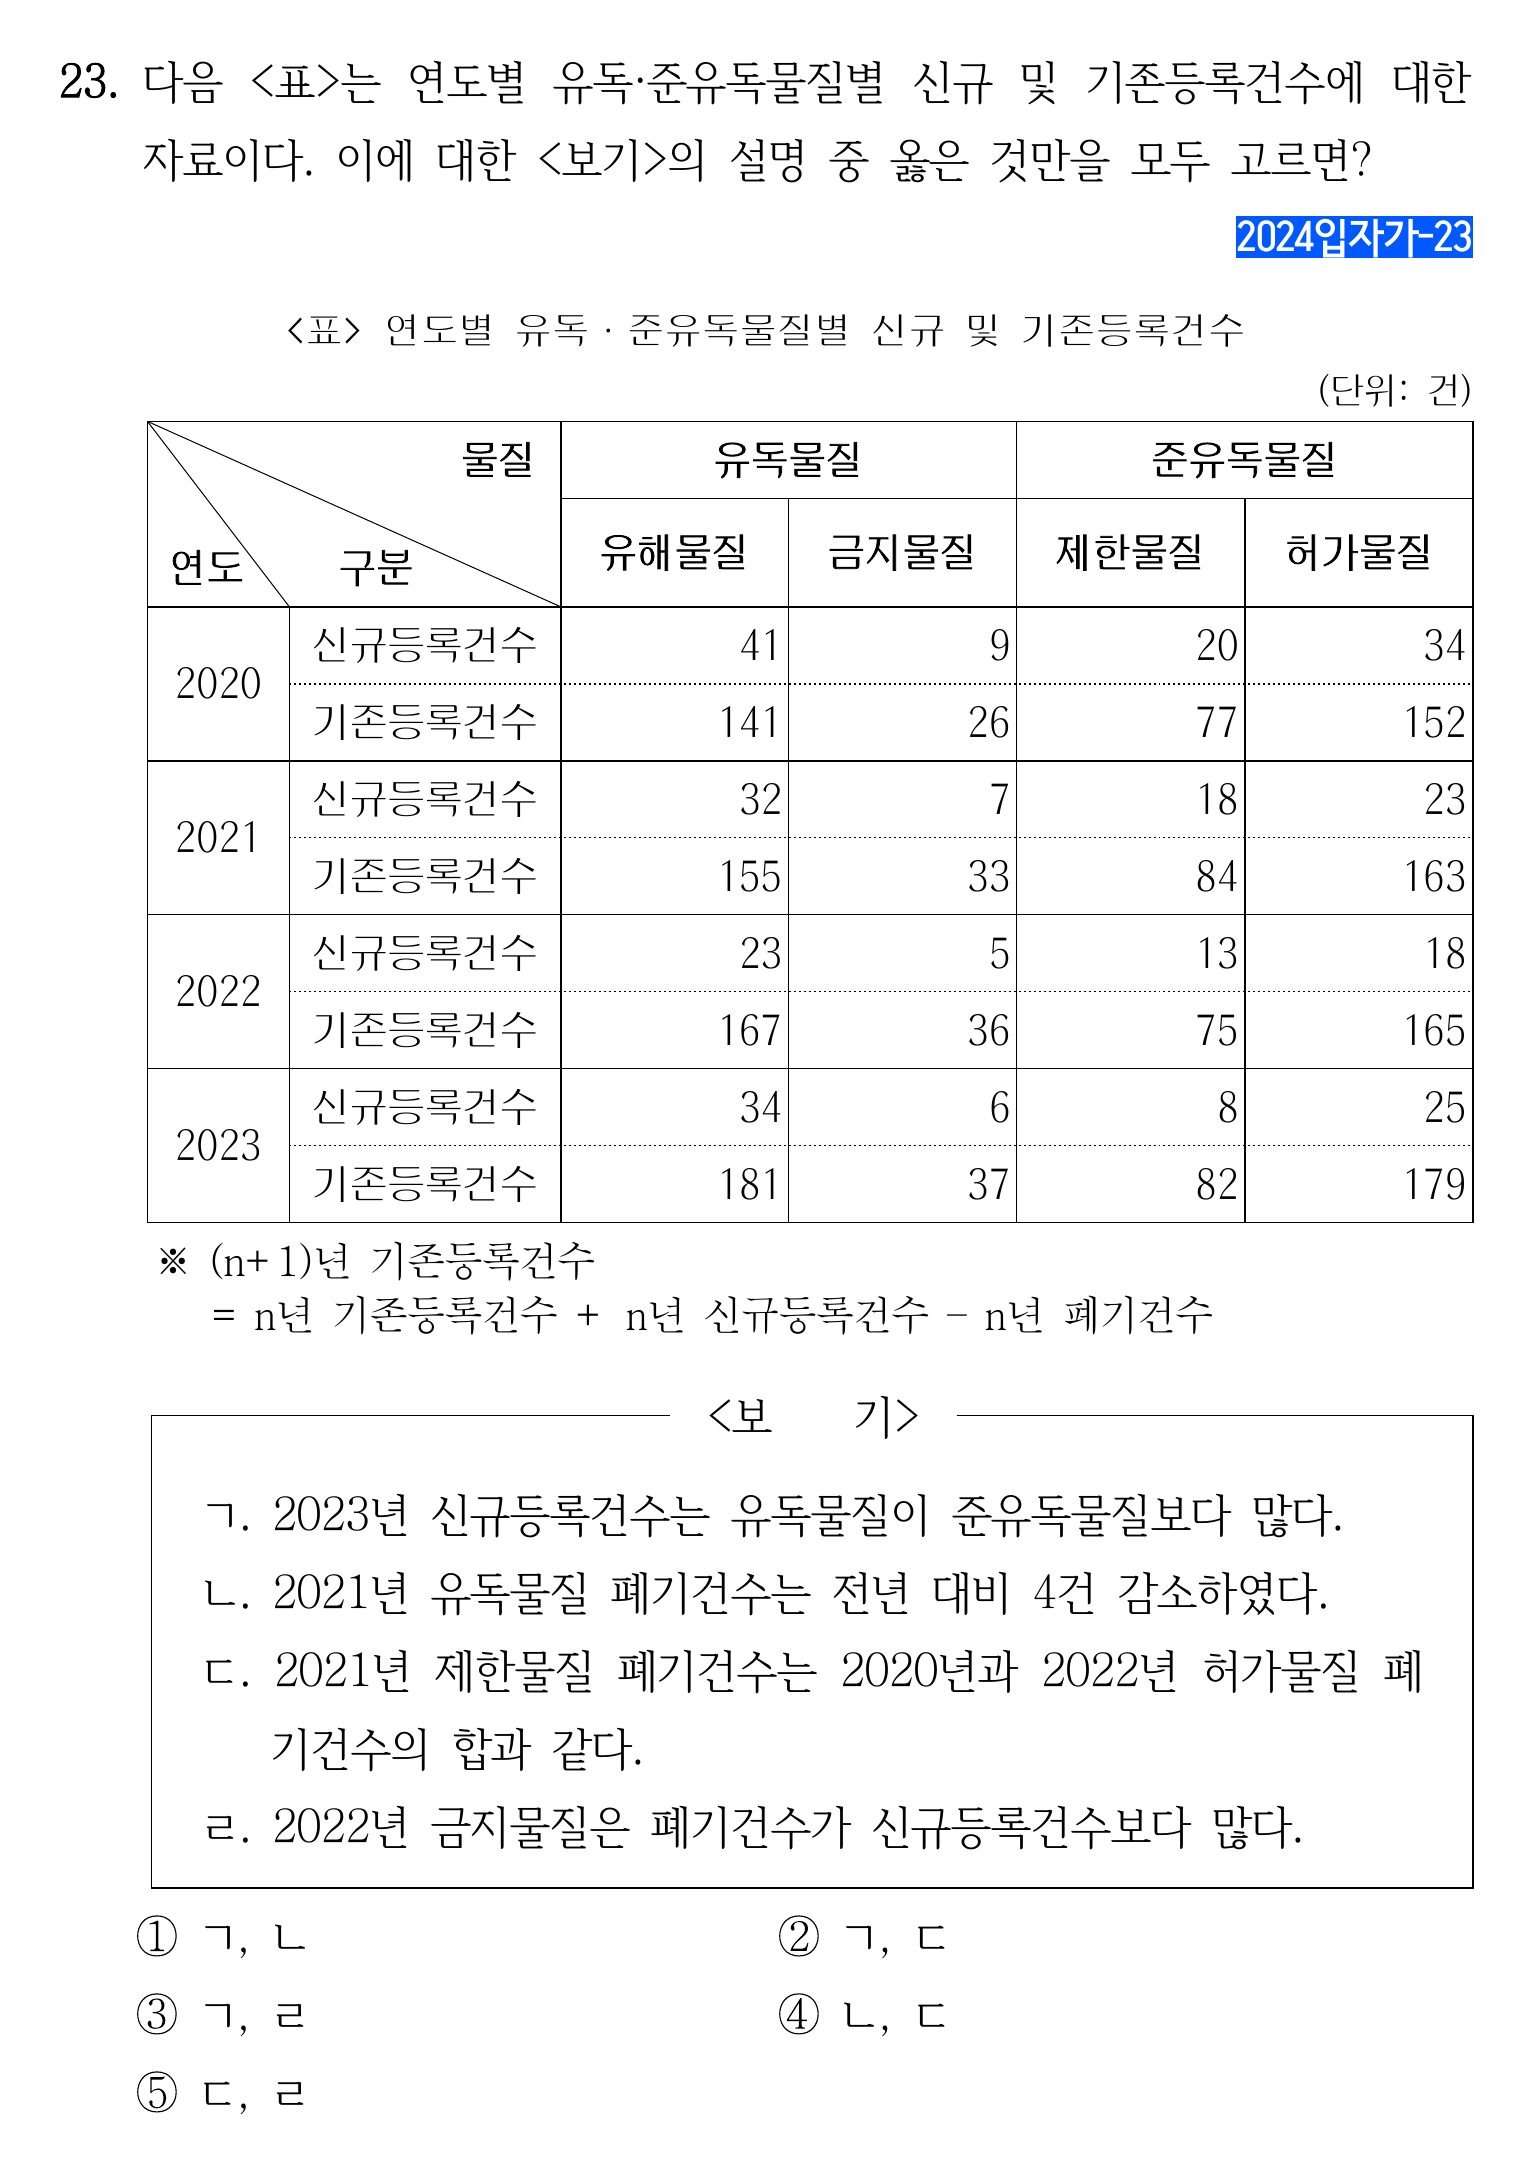 23. 다음 <표>는 연도별 유독·준유독물질별 신규 및 기존등록건수에 대한
자료이다. 이에 대한 <보기>의 설명 중 옳은 것만을 모두 고르면?
2024입자가-23
<표> 연도별 유독·준유독물질별 신규 및 기존등록건수
(단위: 건)
물질 유독물질 준유독물질
연도 구분 유해물질 금지물질 제한물질 허가물질
2020 신규등록건수 41 9 20 34
기존등록건수 141 26 77 152
2021 신규등록건수 32 7 18 23
기존등록건수 155 33 84 163
2022 신규등록건수 23 5 13 18
기존등록건수 167 36 75 165
2023 신규등록건수 34 6 8 25
기존등록건수 181 37 82 179
※ (n+1)년 기존등록건수
= n년 기존등록건수 + n년 신규등록건수 - n년 폐기건수
<보 기>
ㄱ. 2023년 신규등록건수는 유독물질이 준유독물질보다 많다.
ㄴ. 2021년 유독물질 폐기건수는 전년 대비 4건 감소하였다.
ㄷ. 2021년 제한물질 폐기건수는 2020년과 2022년 허가물질 폐
기건수의 합과 같다.
ㄹ. 2022년 금지물질은 폐기건수가 신규등록건수보다 많다.
① ㄱ, ㄴ ② ㄱ, ㄷ
③ ㄱ, ㄹ ④ ㄴ, ㄷ
⑤ ㄷ, ㄹ